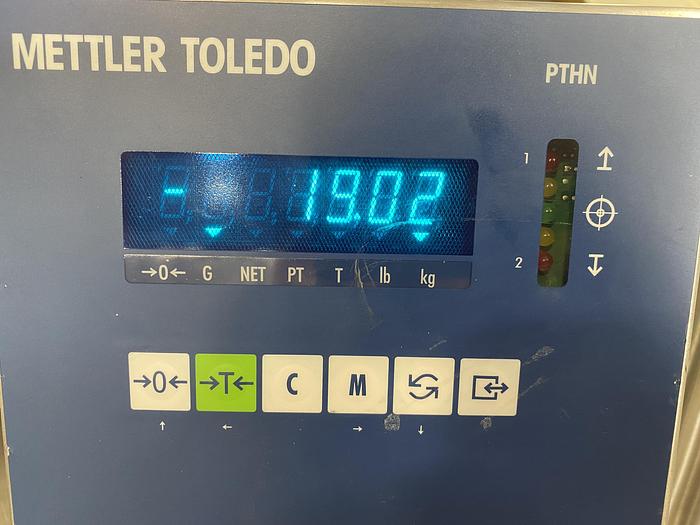 METTLER TOLEDO
PTHN
- 19.02
→0← G NET PT T lb kg
1
2
→0← →T← C M
↑ ← → ↓